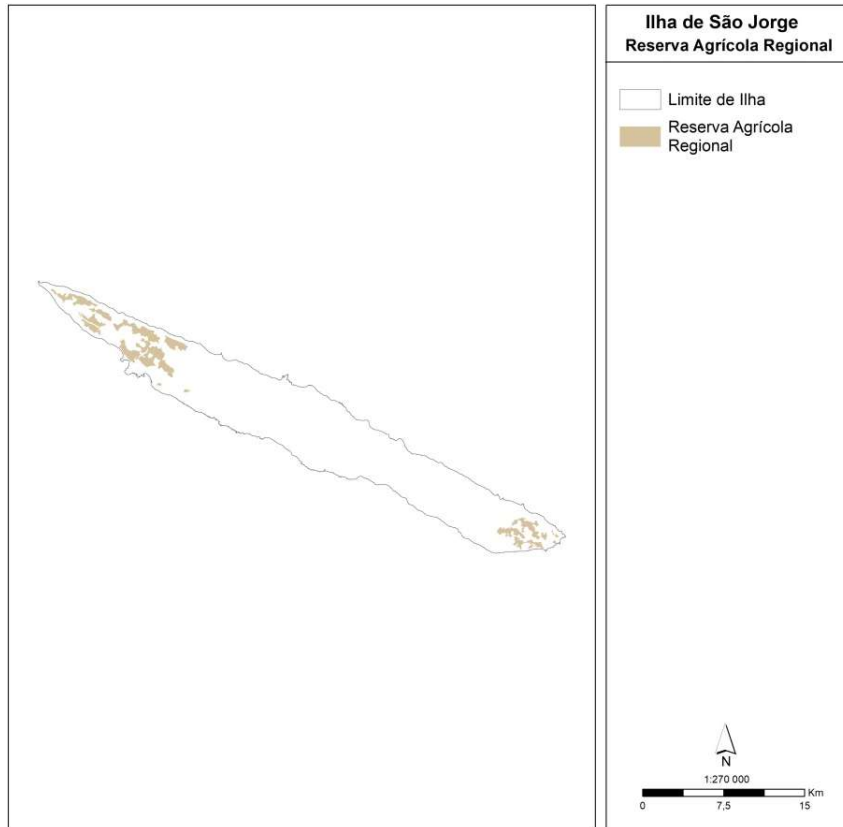 Ilha de São Jorge
Reserva Agrícola Regional
Limite de Ilha
Reserva Agrícola
Regional
N
1:270 000
Km
0 7,5 15